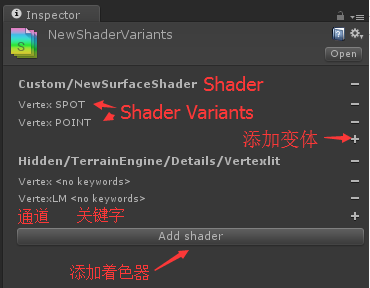 Inspector
NewShaderVariants
Open
Custom/NewSurfaceShader Shader
Vertex SPOT
Vertex POINT
Shader Variants
添加变体
Hidden/TerrainEngine/Details/Vertexlit
Vertex <no keywords>
VertexLM <no keywords>
通道 关键字
Add shader
添加着色器